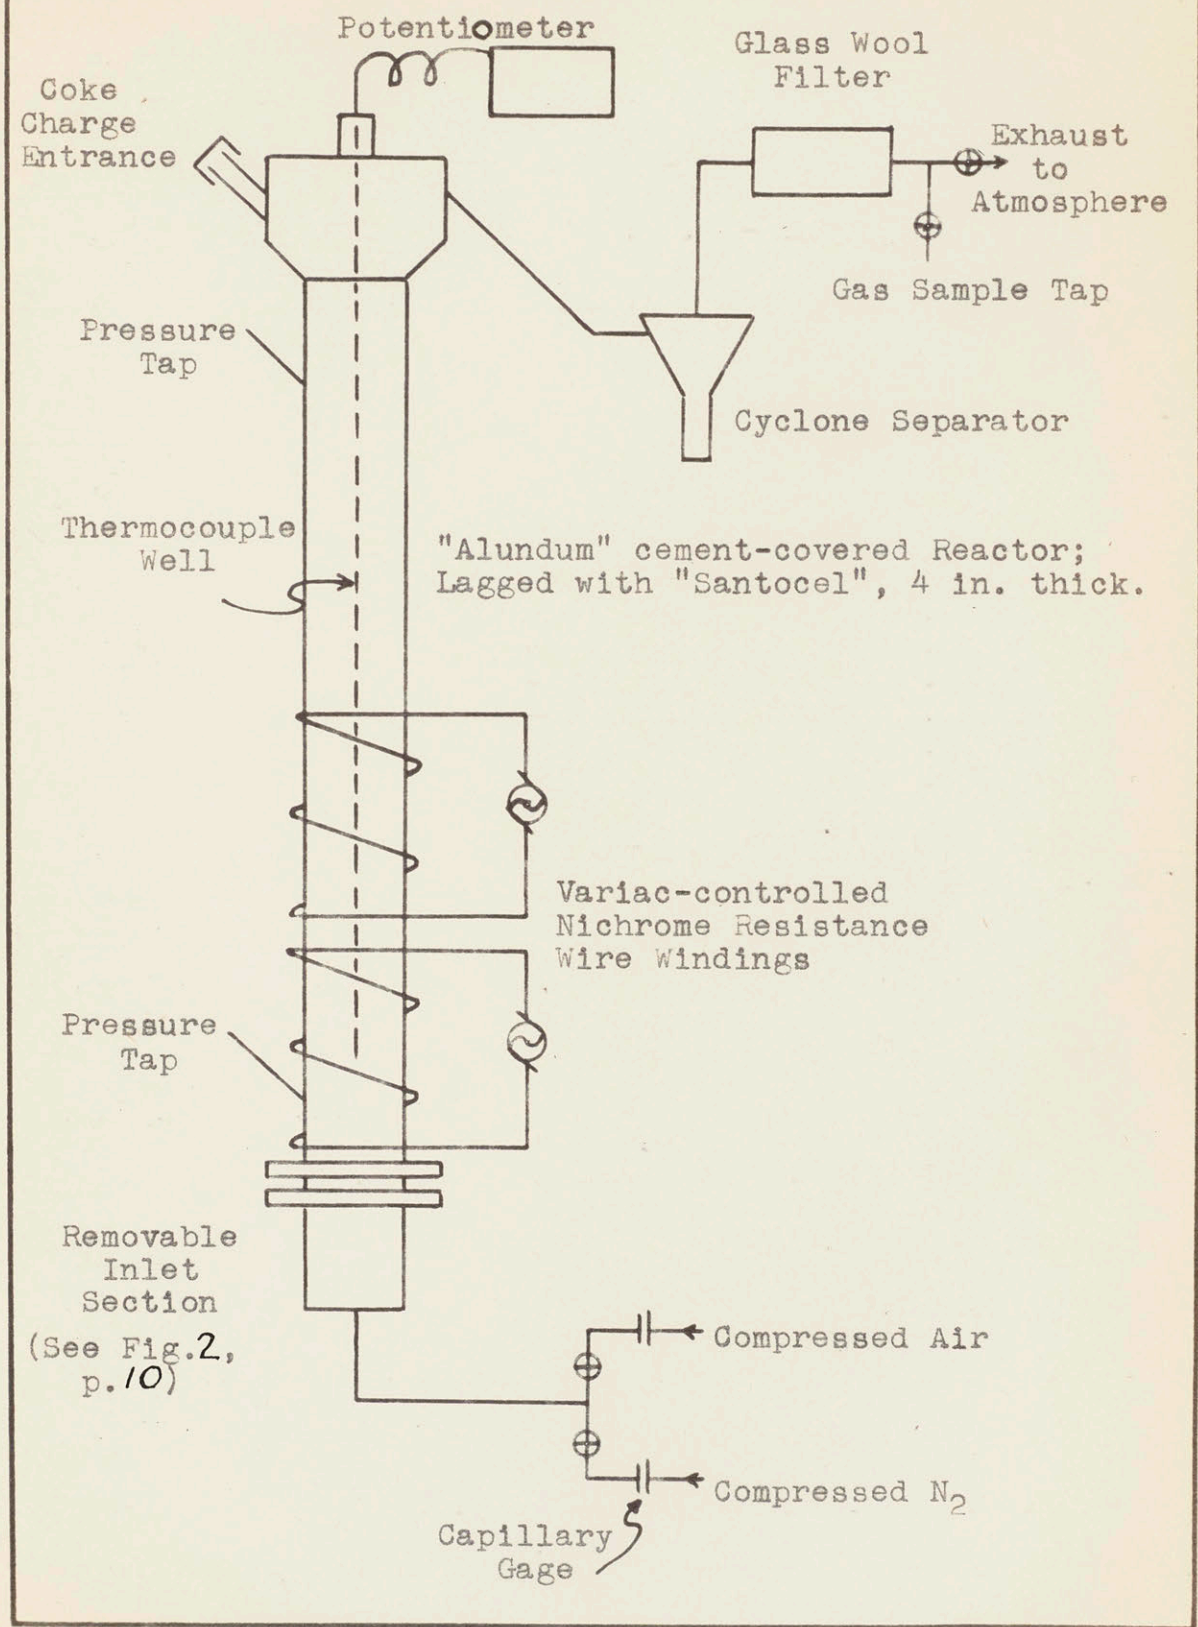 Potentiometer
Glass Wool
Filter
Coke
Charge
Entrance
Exhaust
to
Atmosphere
Gas Sample Tap
Pressure
Tap
Cyclone Separator
Thermocouple
Well
"Alundum" cement-covered Reactor;
Lagged with "Santocel", 4 in. thick.
Variac-controlled
Nichrome Resistance
Wire Windings
Pressure
Tap
Removable
Inlet
Section
(See Fig.2,
p.10)
Compressed Air
Compressed N₂
Capillary
Gage